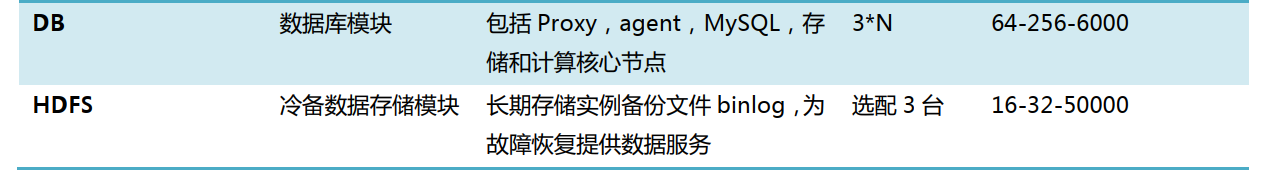 DB 数据库模块 包括 Proxy，agent，MySQL，存 3*N 64-256-6000
储和计算核心节点
HDFS 冷备数据存储模块 长期存储实例备份文件 binlog，为 选配 3 台 16-32-50000
故障恢复提供数据服务